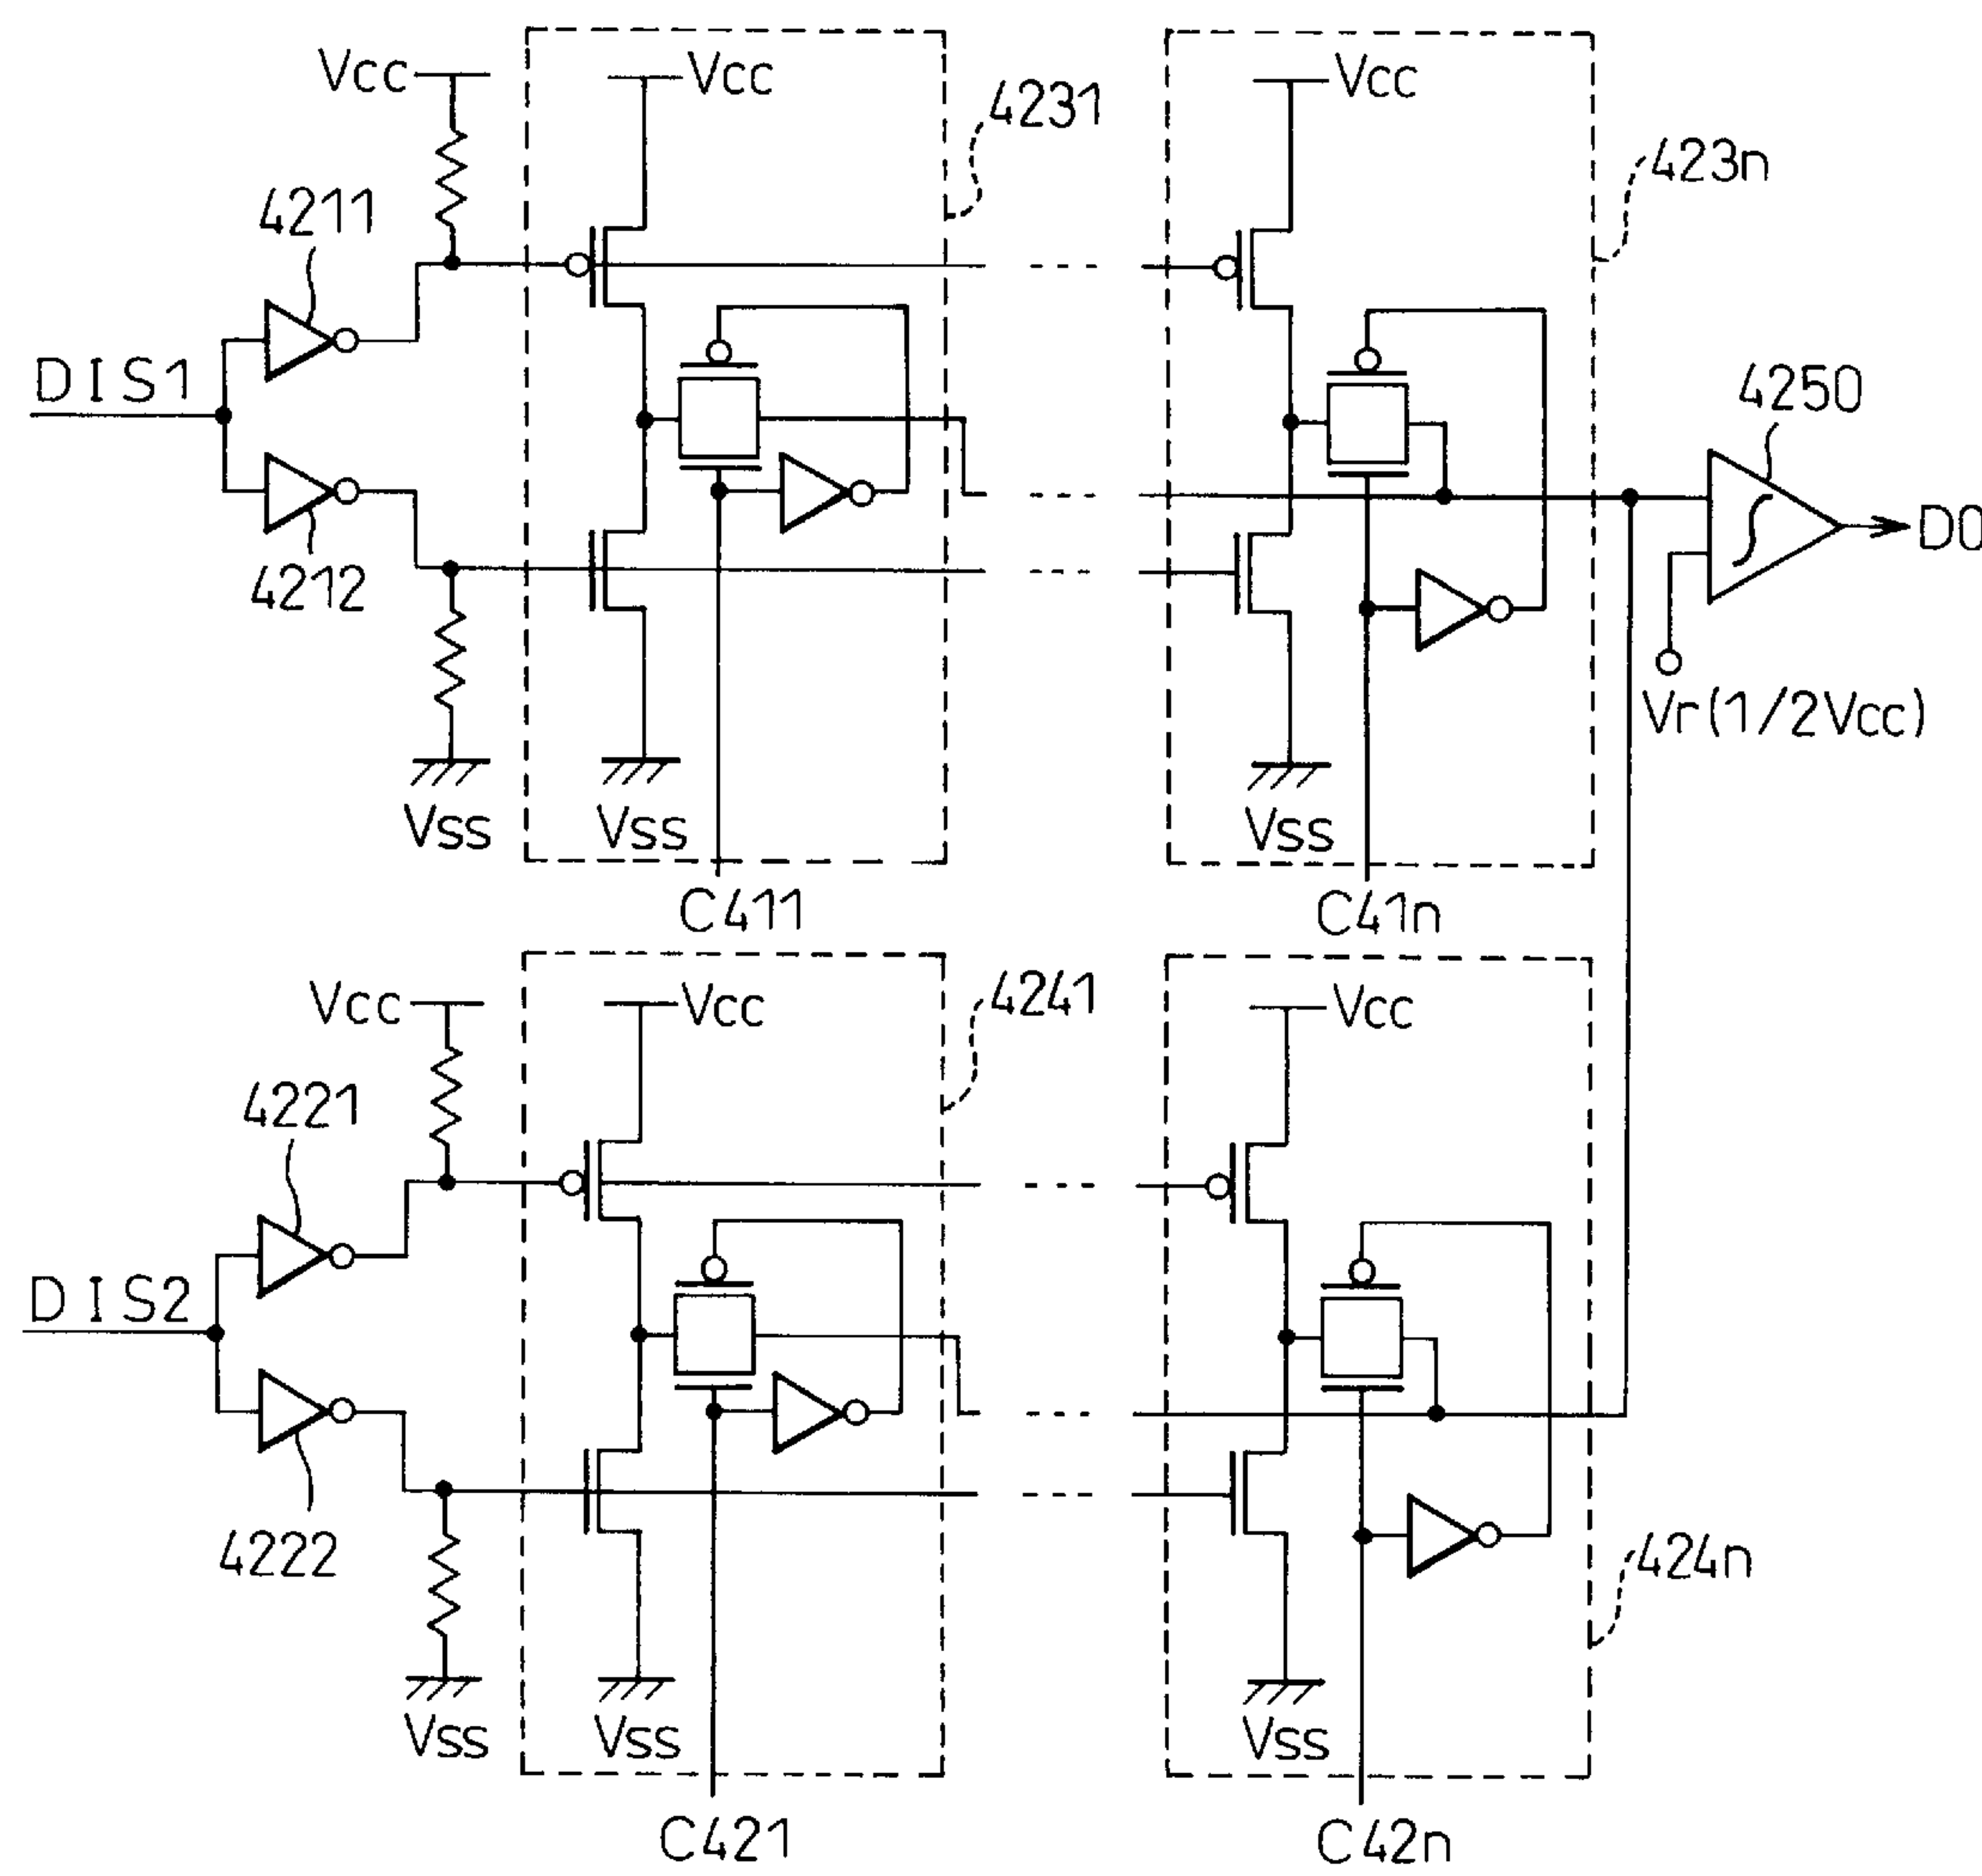 Vcc
Vcc
4231
Vcc
423n
4211
DIS1
4250
DO
4212
Vr(1/2Vcc)
Vss
Vss
Vss
C411
C41n
Vcc
Vcc
4241
Vcc
4221
DIS2
4222
424n
Vss
Vss
Vss
C421
C42n